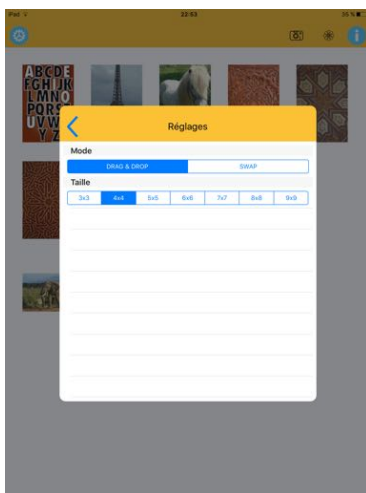 iPad
22:53
35 %
ABCDE
FGHIJK
LMNO
PQRS
UVW
YZ
Réglages
Mode
DRAG & DROP SWAP
Taille
3x3 4x4 5x5 6x6 7x7 8x8 9x9